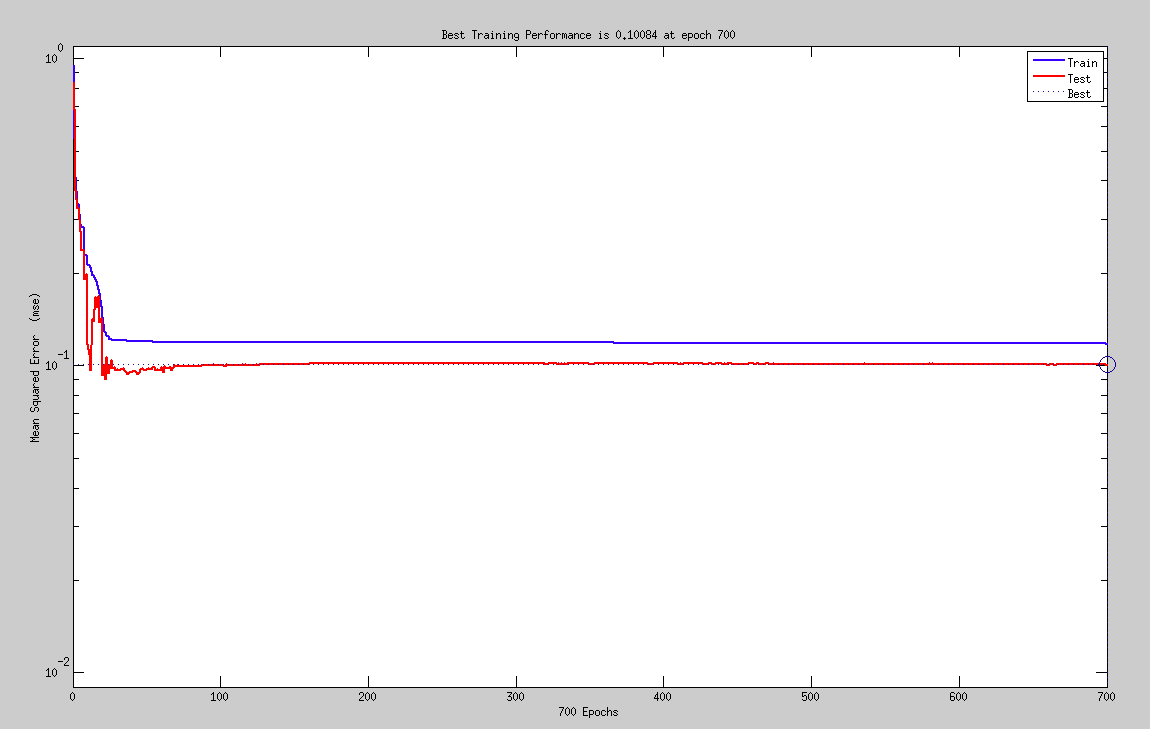 Best Training Performance is 0.10084 at epoch 700
Train
Test
Best
Mean Squared Error (mse)
10^0
10^-1
10^-2
0 100 200 300 400 500 600 700
700 Epochs